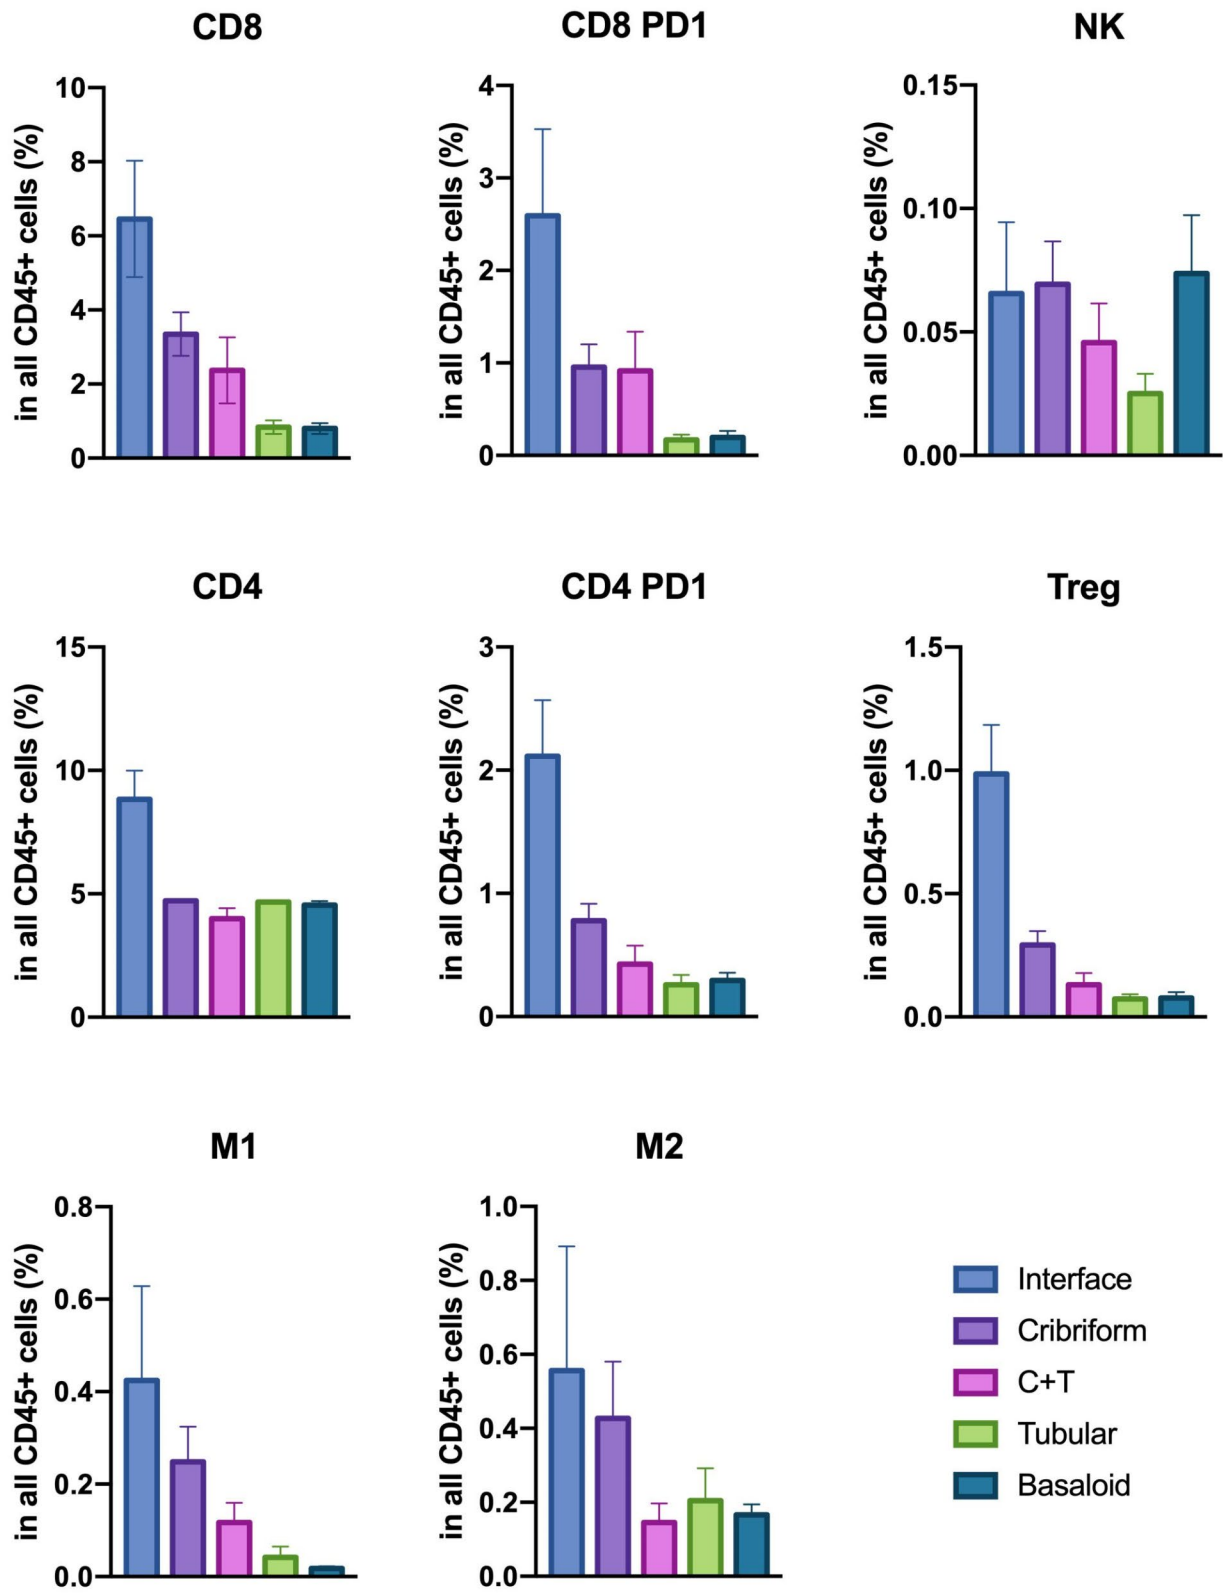 CD8
CD8 PD1
NK
in all CD45+ cells (%)
10
8
6
4
2
0
in all CD45+ cells (%)
4
3
2
1
0
in all CD45+ cells (%)
0.15
0.10
0.05
0.00
CD4
CD4 PD1
Treg
in all CD45+ cells (%)
15
10
5
0
in all CD45+ cells (%)
3
2
1
0
in all CD45+ cells (%)
1.5
1.0
0.5
0.0
M1
M2
in all CD45+ cells (%)
0.8
0.6
0.4
0.2
0.0
in all CD45+ cells (%)
1.0
0.8
0.6
0.4
0.2
0.0
Interface
Cribriform
C+T
Tubular
Basaloid